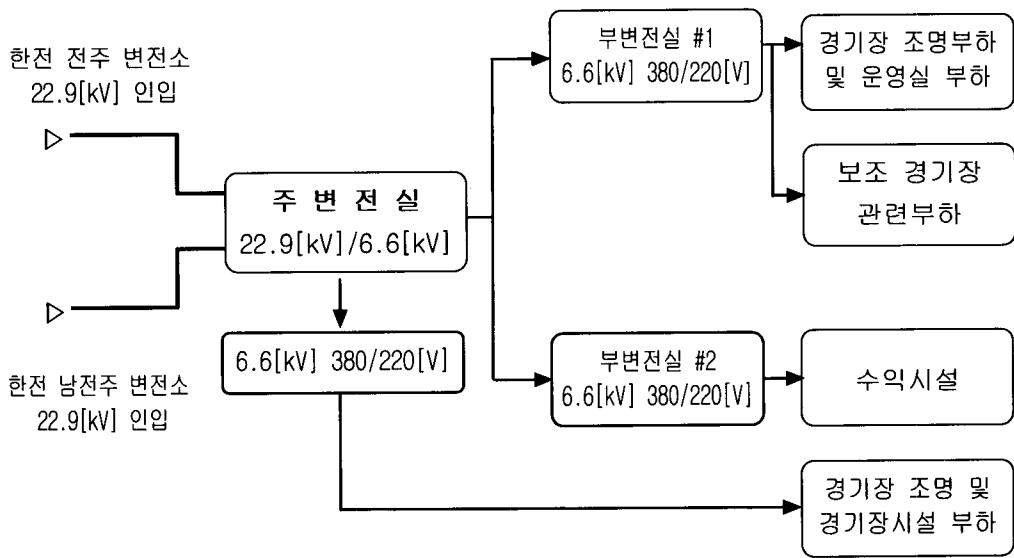 한전 전주 변전소
22.9[kV] 인입
주 변 전 실
22.9[kV]/6.6[kV]
6.6[kV] 380/220[V]
한전 남전주 변전소
22.9[kV] 인입
부변전실 #1
6.6[kV] 380/220[V]
경기장 조명부하
및 운영실 부하
보조 경기장
관련부하
부변전실 #2
6.6[kV] 380/220[V]
수익시설
경기장 조명 및
경기장시설 부하